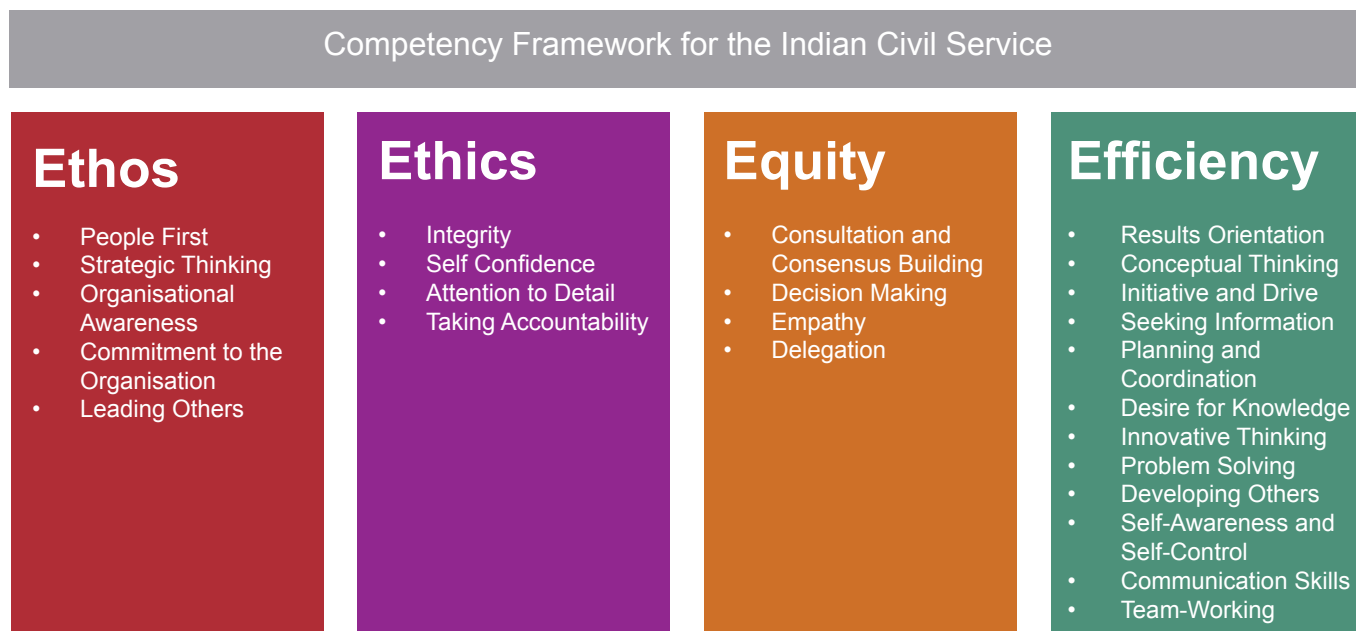 Competency Framework for the Indian Civil Service
Ethos
• People First
• Strategic Thinking
• Organisational
Awareness
• Commitment to the
Organisation
• Leading Others
Ethics
• Integrity
• Self Confidence
• Attention to Detail
• Taking Accountability
Equity
• Consultation and
Consensus Building
• Decision Making
• Empathy
• Delegation
Efficiency
• Results Orientation
• Conceptual Thinking
• Initiative and Drive
• Seeking Information
• Planning and
Coordination
• Desire for Knowledge
• Innovative Thinking
• Problem Solving
• Developing Others
• Self-Awareness and
Self-Control
• Communication Skills
• Team-Working